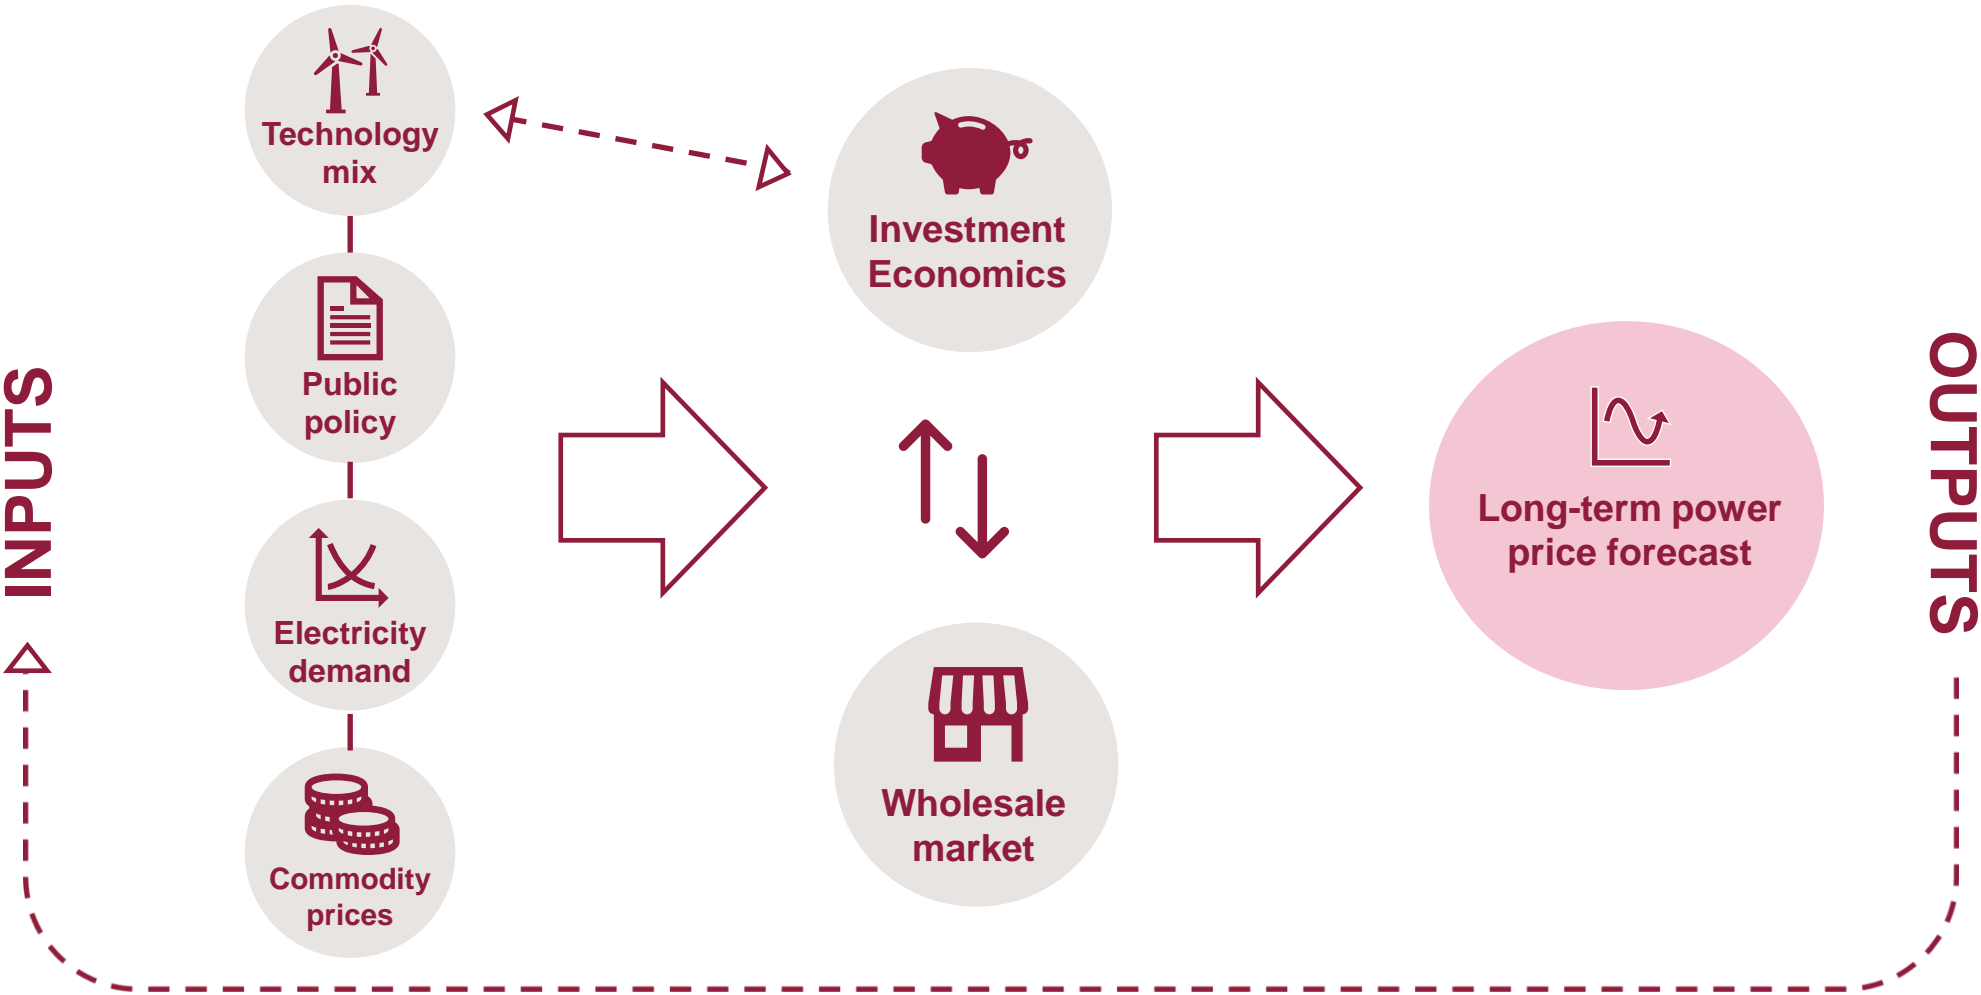 INPUTS
Technology
mix
Public
policy
Electricity
demand
Commodity
prices
Investment
Economics
Wholesale
market
Long-term power
price forecast
OUTPUTS